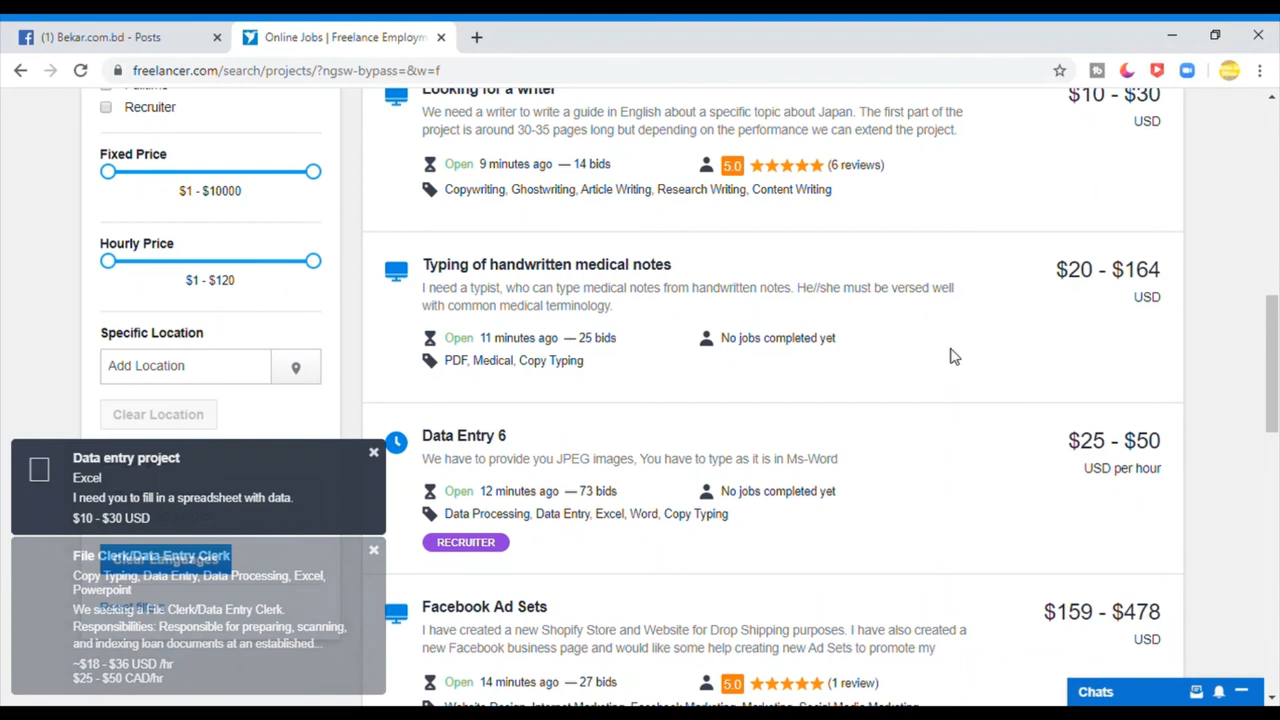 (1) Bekar.com.bd - Posts
Online Jobs | Freelance Employm
freelancer.com/search/projects/?ngsw-bypass=&w=f
Recruiter
Fixed Price
$1 - $10000
Hourly Price
$1 - $120
Specific Location
Add Location
Clear Location
Looking for a writer
$10 - $30
USD
We need a writer to write a guide in English about a specific topic about Japan. The first part of the
project is around 30-35 pages long but depending on the performance we can extend the project.
Open 9 minutes ago — 14 bids
5.0 (6 reviews)
Copywriting, Ghostwriting, Article Writing, Research Writing, Content Writing
Typing of handwritten medical notes
$20 - $164
USD
I need a typist, who can type medical notes from handwritten notes. He//she must be versed well
with common medical terminology.
Open 11 minutes ago — 25 bids
No jobs completed yet
PDF, Medical, Copy Typing
Data Entry 6
$25 - $50
USD per hour
We have to provide you JPEG images, You have to type as it is in Ms-Word
Open 12 minutes ago — 73 bids
No jobs completed yet
Data Processing, Data Entry, Excel, Word, Copy Typing
RECRUITER
Facebook Ad Sets
$159 - $478
USD
I have created a new Shopify Store and Website for Drop Shipping purposes. I have also created a
new Facebook business page and would like some help creating new Ad Sets to promote my
Open 14 minutes ago — 27 bids
5.0 (1 review)
Website Design, Internet Marketing, Facebook Marketing, Marketing, Social Media Marketing
Data entry project
Excel
I need you to fill in a spreadsheet with data.
$10 - $30 USD
File Clerk/Data Entry Clerk
Clear Languages
Copy Typing, Data Entry, Data Processing, Excel,
Powerpoint
We seeking a File Clerk/Data Entry Clerk.
Responsibilities: Responsible for preparing, scanning,
and indexing loan documents at an established...
~$18 - $36 USD /hr
$25 - $50 CAD/hr
Chats